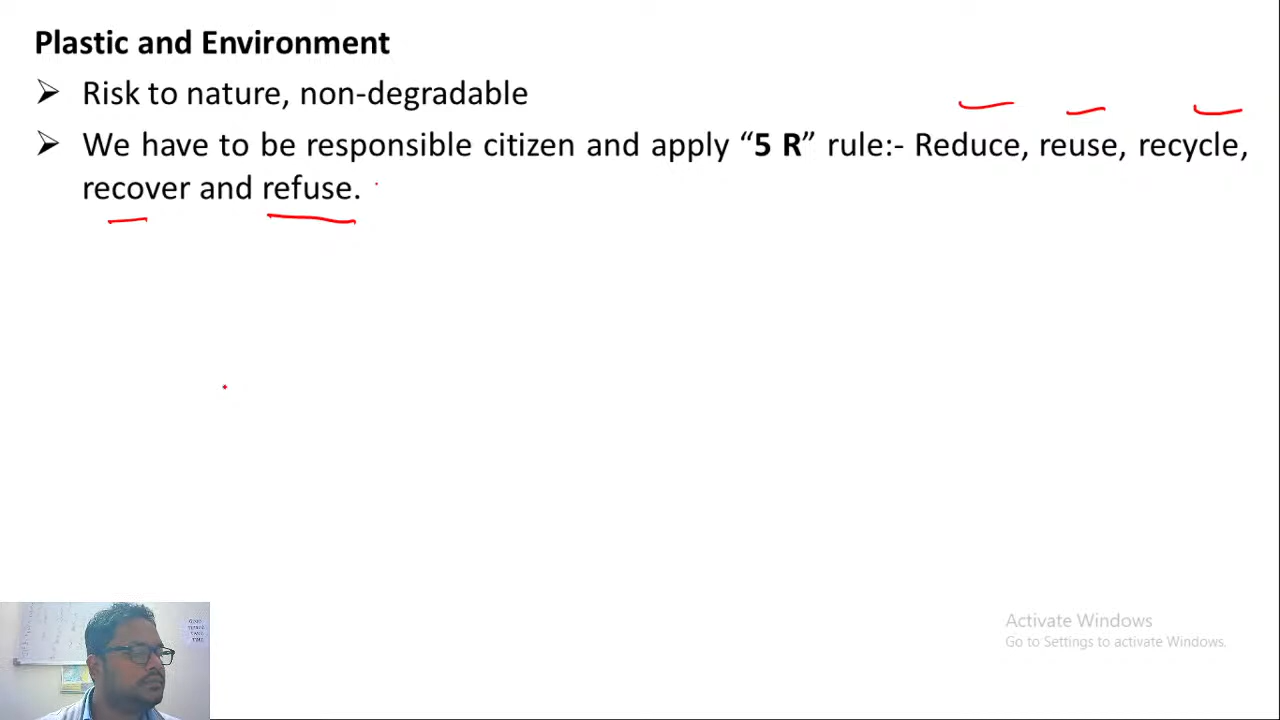 Plastic and Environment
➢ Risk to nature, non-degradable
➢ We have to be responsible citizen and apply “5 R” rule:- Reduce, reuse, recycle,
recover and refuse.
Activate Windows
Go to Settings to activate Windows.